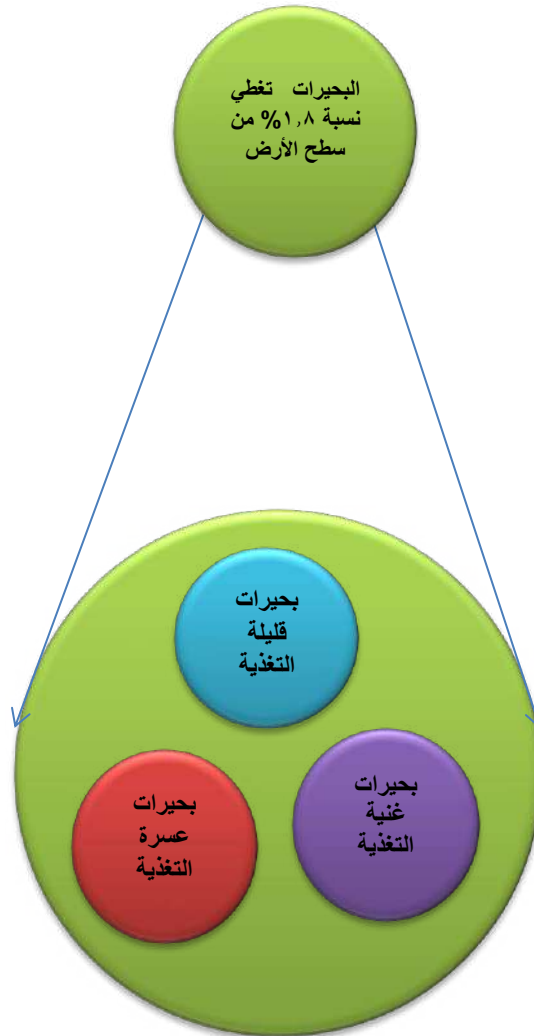 البحيرات تغطي
نسبة ١,٨% من
سطح الأرض
بحيرات
قليلة
التغذية
بحيرات
غنية
التغذية
بحيرات
عسرة
التغذية